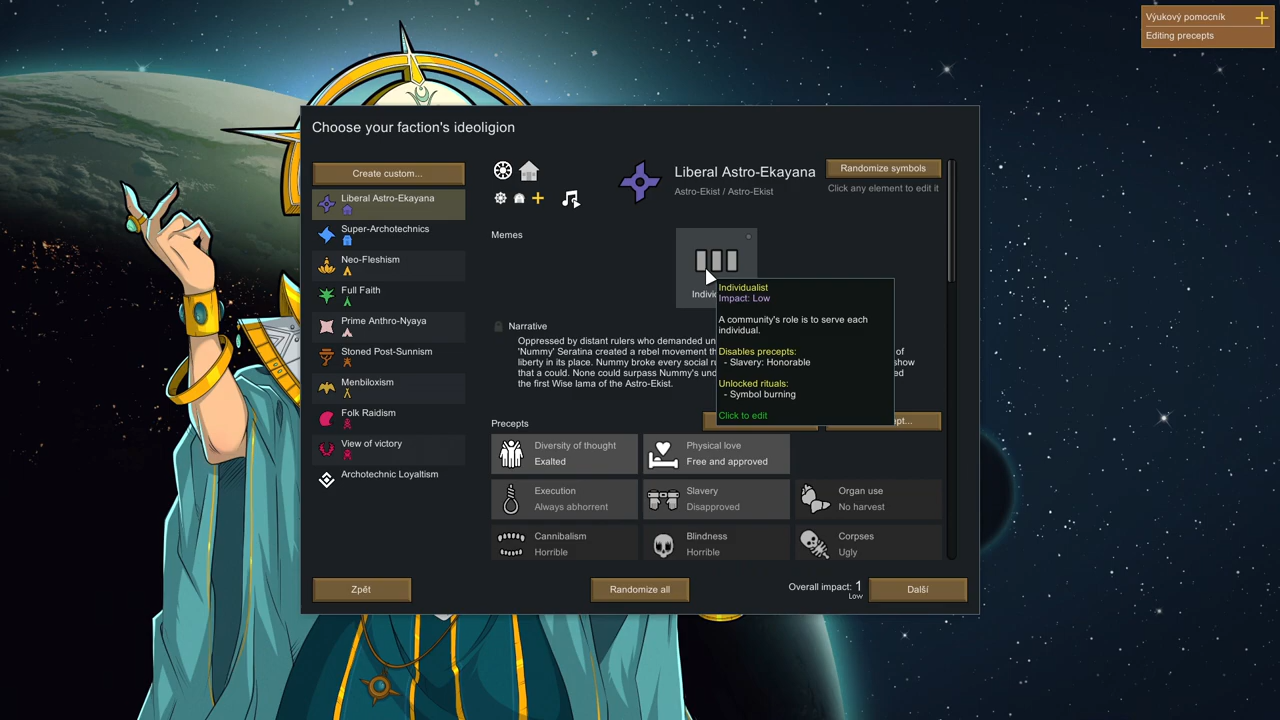 Výukový pomocník
Editing precepts
Choose your faction's ideoligion
Create custom...
Liberal Astro-Ekayana
Super-Archotechnics
Neo-Fleshism
Full Faith
Prime Anthro-Nyaya
Stoned Post-Sunnism
Menbiloxism
Folk Raidism
View of victory
Archotechnic Loyaltism
Liberal Astro-Ekayana
Astro-Ekist / Astro-Ekist
Randomize symbols
Click any element to edit it
Memes
Individualist
Impact: Low
A community's role is to serve each
individual.
Disables precepts:
- Slavery: Honorable
Unlocked rituals:
- Symbol burning
Click to edit
Narrative
Oppressed by distant rulers who demanded
'Nummy' Seratina created a rebel movement of
liberty in its place. Nummy broke every social show
that a could. None could surpass Nummy's
the first Wise lama of the Astro-Ekist.
Precepts
Diversity of thought
Exalted
Physical love
Free and approved
Execution
Always abhorrent
Slavery
Disapproved
Organ use
No harvest
Cannibalism
Horrible
Blindness
Horrible
Corpses
Ugly
Zpět
Randomize all
Overall impact: 1
Low
Další